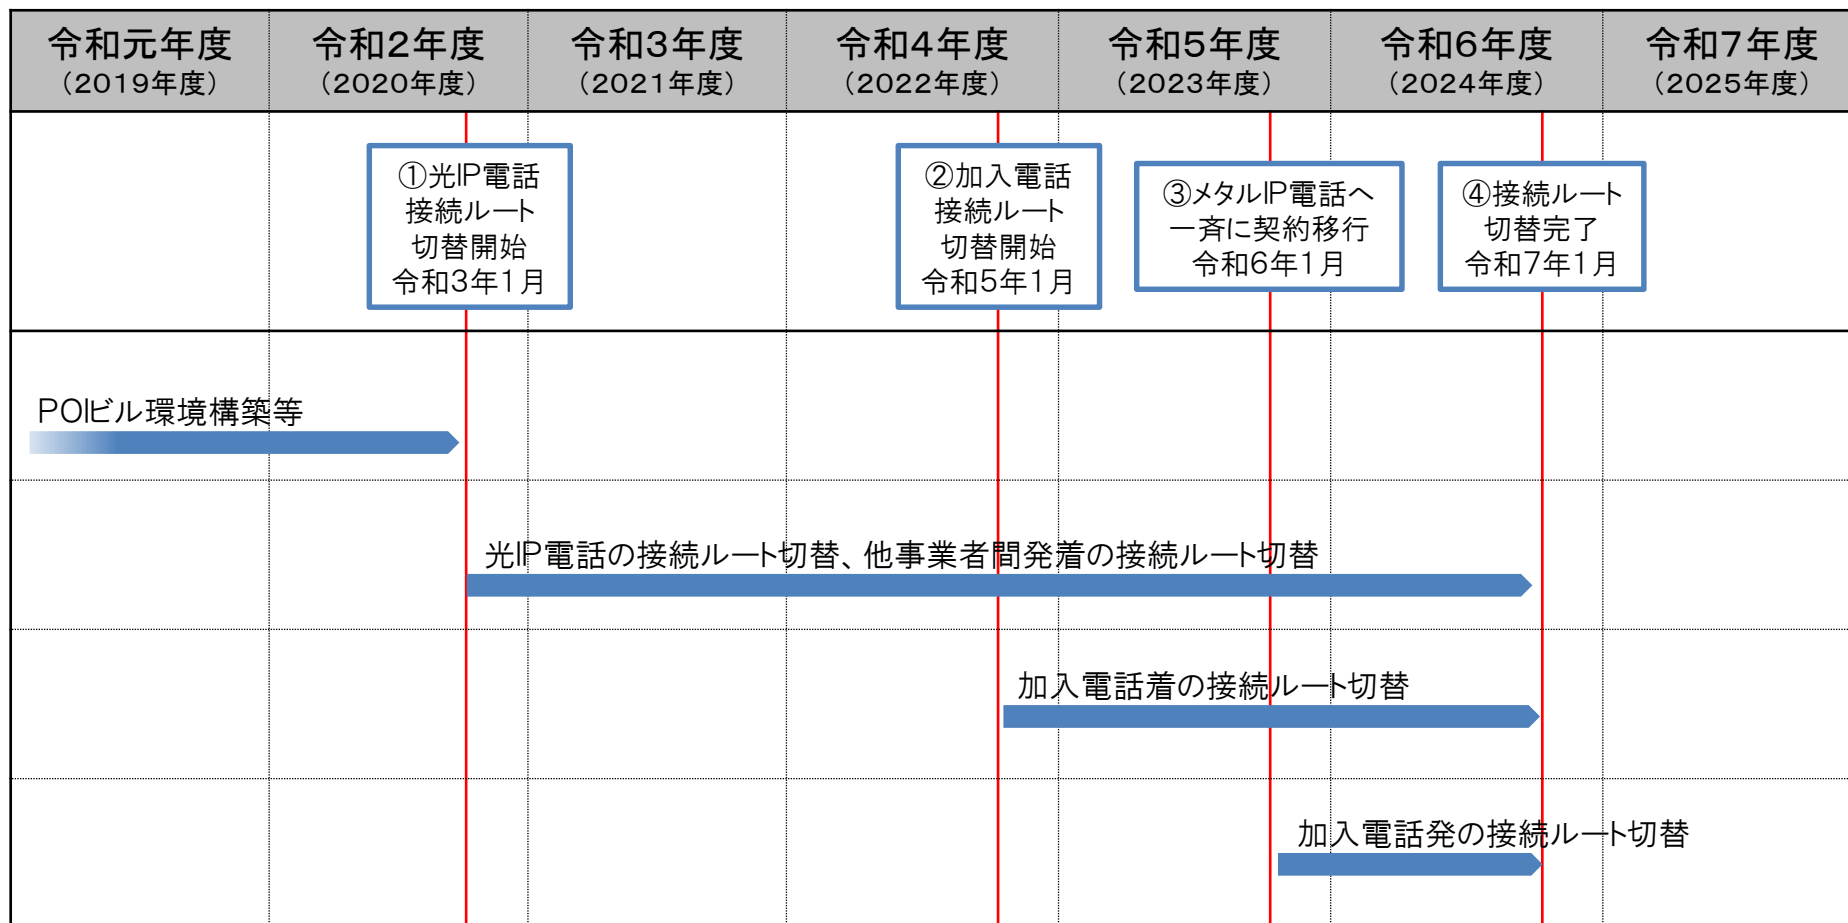 令和元年度 令和2年度 令和3年度 令和4年度 令和5年度 令和6年度 令和7年度
（2019年度） （2020年度） （2021年度） （2022年度） （2023年度） （2024年度） （2025年度）
①光IP電話
接続ルート
切替開始
令和3年1月
②加入電話
接続ルート
切替開始
令和5年1月
③メタルIP電話へ
一斉に契約移行
令和6年1月
④接続ルート
切替完了
令和7年1月
POIビル環境構築等
光IP電話の接続ルート切替、他事業者間発着の接続ルート切替
加入電話着の接続ルート切替
加入電話発の接続ルート切替